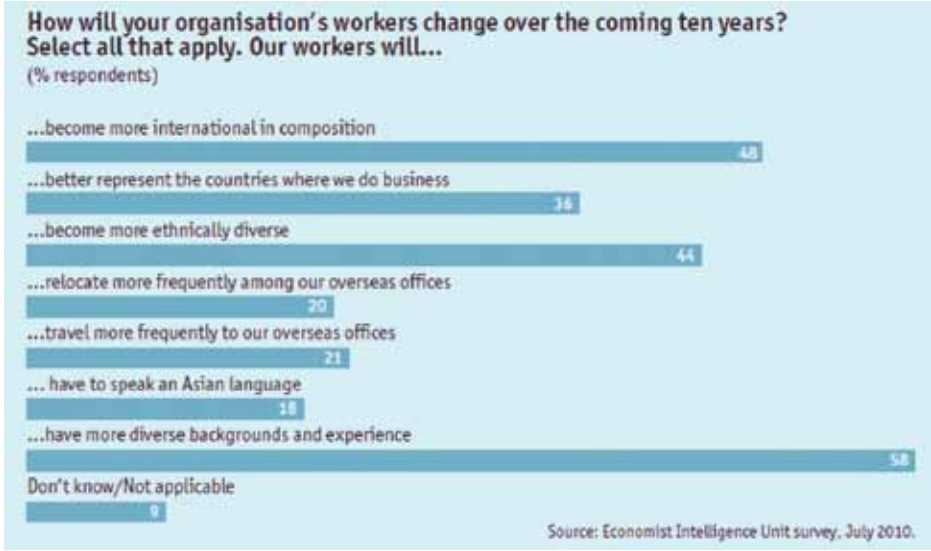 How will your organisation's workers change over the coming ten years?
Select all that apply. Our workers will...
(% respondents)
...become more international in composition
48
...better represent the countries where we do business
36
...become more ethnically diverse
44
...relocate more frequently among our overseas offices
20
...travel more frequently to our overseas offices
21
... have to speak an Asian language
18
...have more diverse backgrounds and experience
58
Don't know/Not applicable
9
Source: Economist Intelligence Unit survey, July 2010.